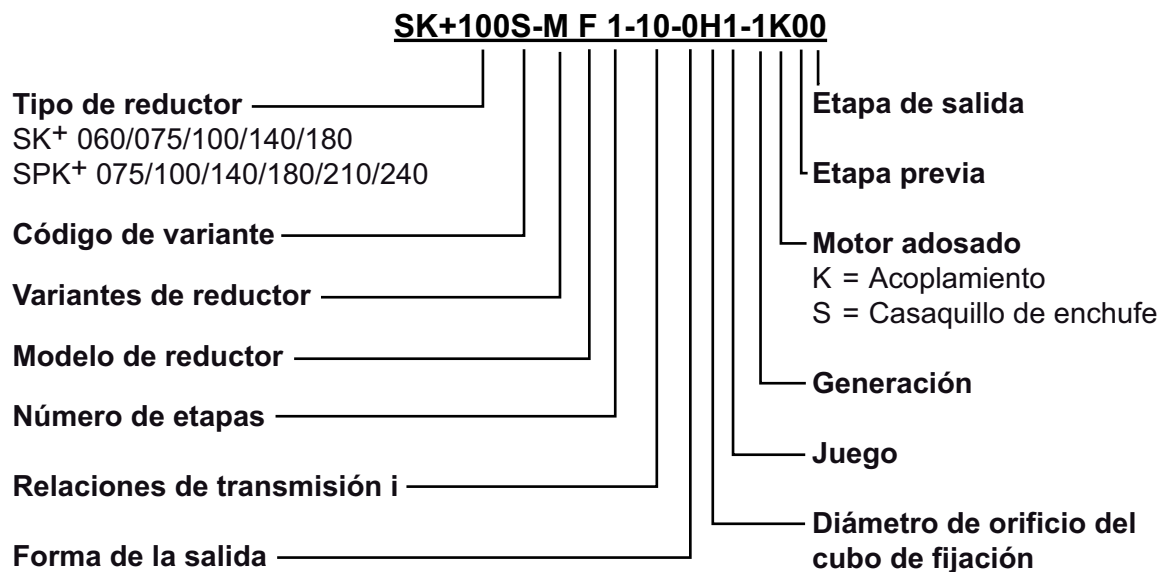 SK+100S-M F 1-10-0H1-1K00
Tipo de reductor
SK+ 060/075/100/140/180
SPK+ 075/100/140/180/210/240
Código de variante
Variantes de reductor
Modelo de reductor
Número de etapas
Relaciones de transmisión i
Forma de la salida
Etapa de salida
Etapa previa
Motor adosado
K = Acoplamiento
S = Casaquillo de enchufe
Generación
Juego
Diámetro de orificio del
cubo de fijación